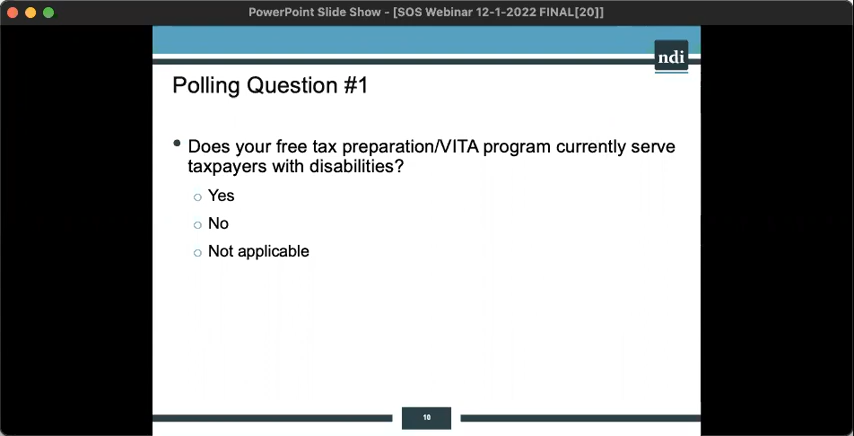 PowerPoint Slide Show - [SOS Webinar 12-1-2022 FINAL[20]]
ndi
Polling Question #1
• Does your free tax preparation/VITA program currently serve
taxpayers with disabilities?
○ Yes
○ No
○ Not applicable
10